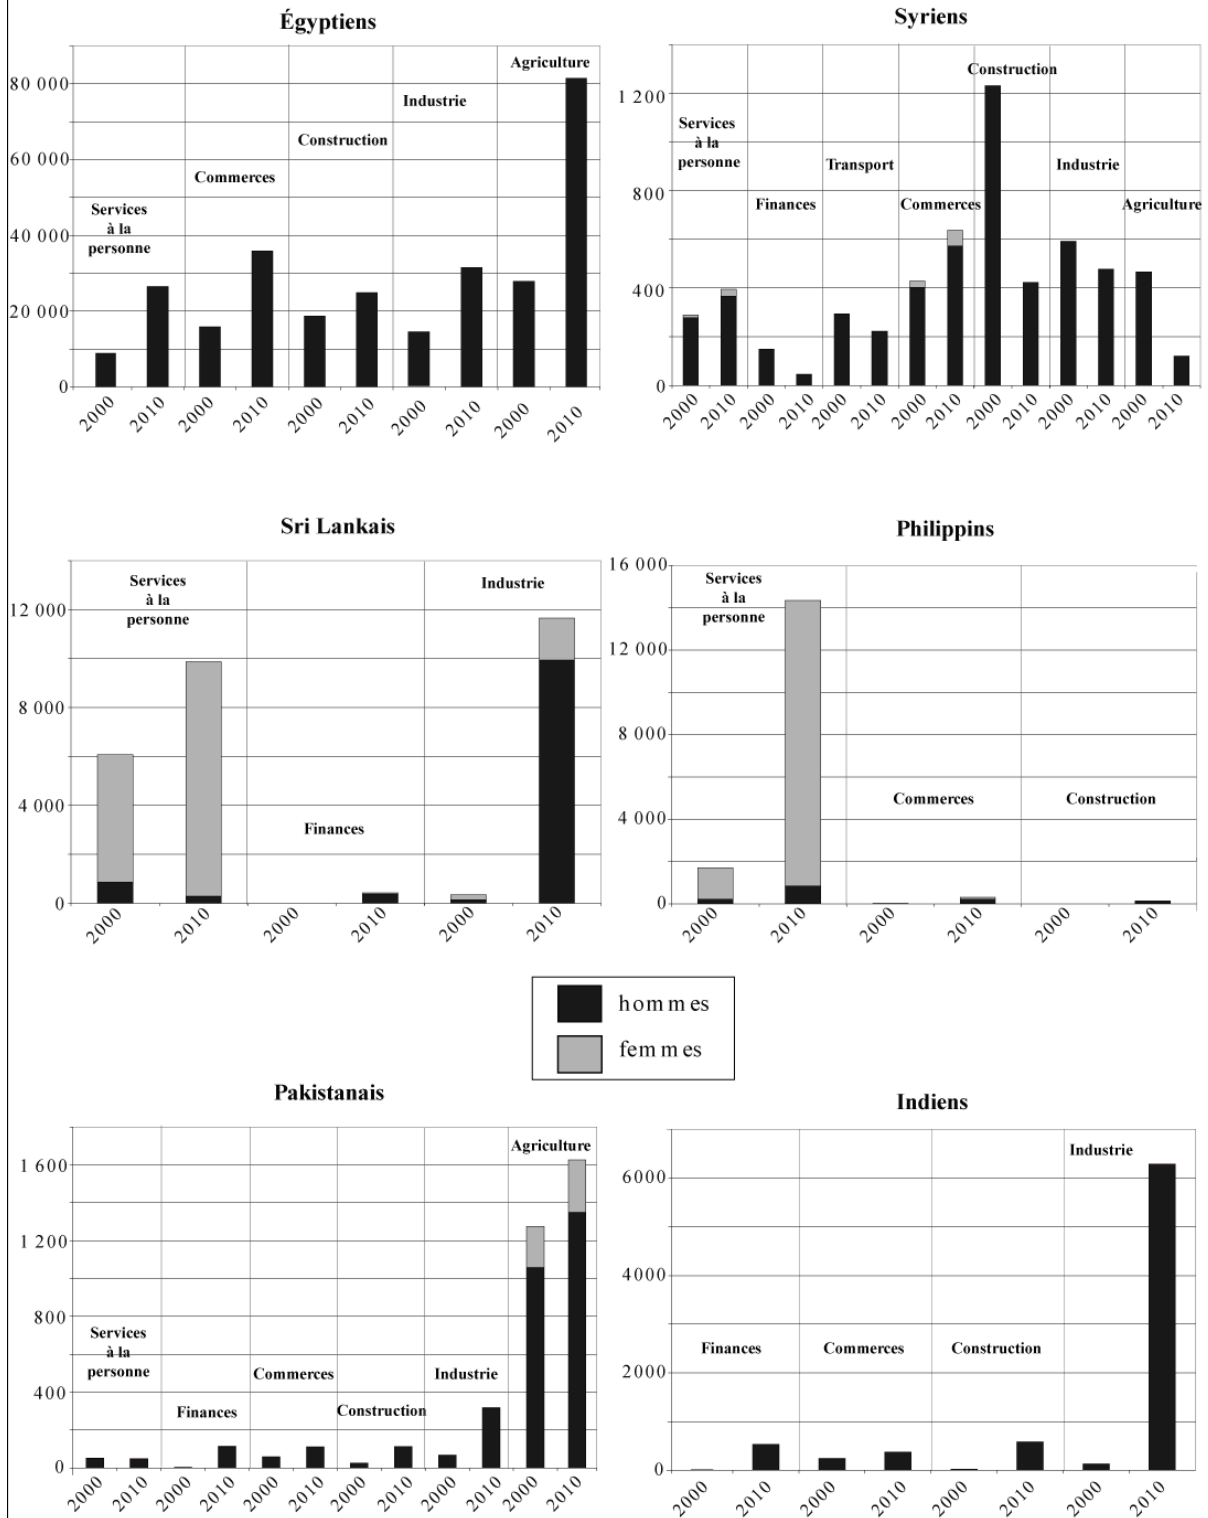 Égyptiens
80 000
60 000
40 000
20 000
0
Services
à la
personne
Commerces
Construction
Industrie
Agriculture
2000
2010
2000
2010
2000
2010
2000
2010
2000
2010
Syriens
1 200
800
400
0
Services
à la
personne
Finances
Transport
Commerces
Construction
Industrie
Agriculture
2000
2010
2000
2010
2000
2010
2000
2010
2000
2010
2000
2010
2000
2010
Sri Lankais
12 000
8 000
4 000
0
Services
à la
personne
Finances
Industrie
2000
2010
2000
2010
2000
2010
Philippins
16 000
12 000
8 000
4 000
0
Services
à la
personne
Commerces
Construction
2000
2010
2000
2010
2000
2010
hommes
femmes
Pakistanais
1 600
1 200
800
400
0
Services
à la
personne
Finances
Commerces
Construction
Industrie
Agriculture
2000
2010
2000
2010
2000
2010
2000
2010
2000
2010
2000
2010
Indiens
6000
4000
2000
0
Finances
Commerces
Construction
Industrie
2000
2010
2000
2010
2000
2010
2000
2010